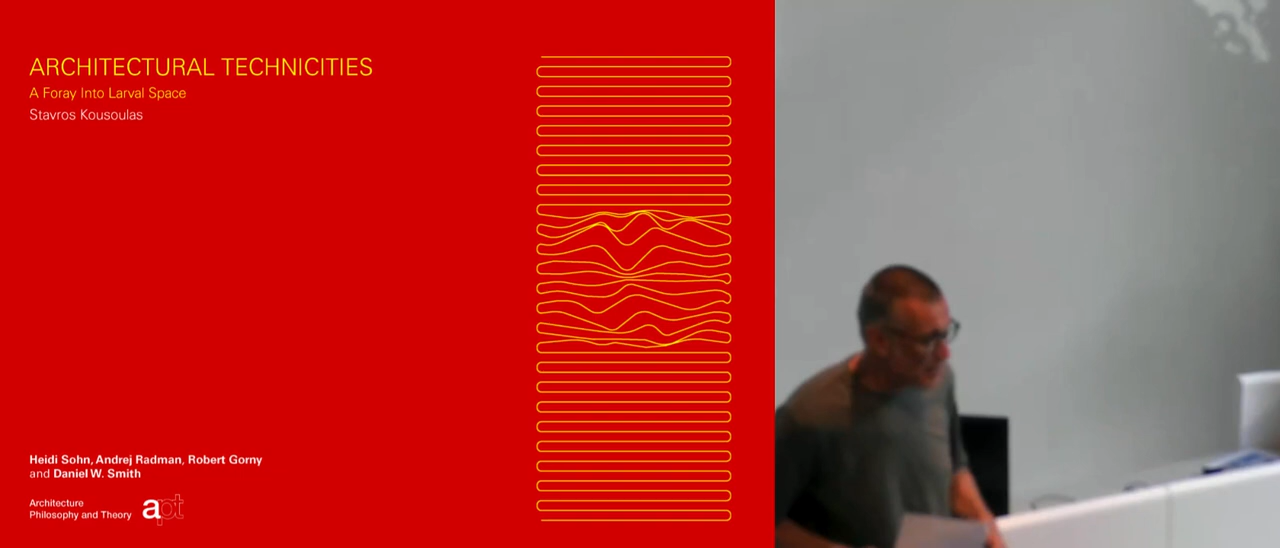 ARCHITECTURAL TECHNICITIES
A Foray Into Larval Space
Stavros Kousoulas
Heidi Sohn, Andrej Radman, Robert Gorny
and Daniel W. Smith
Architecture
Philosophy and Theory
apt